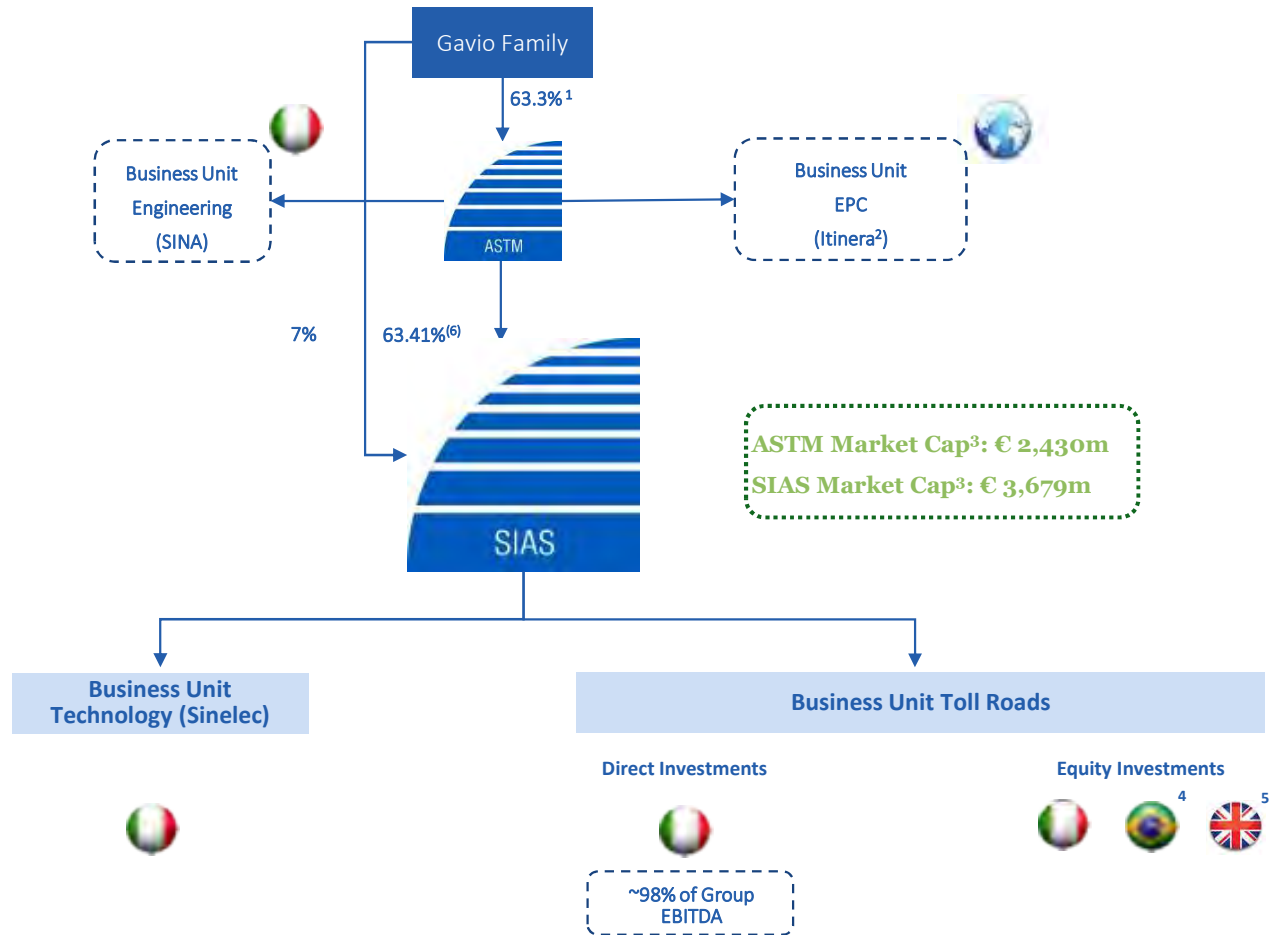 Gavio Family
63.3% 1
Business Unit
Engineering
(SINA)
Business Unit
EPC
(Itinera2)
ASTM
7%
63.41%(6)
SIAS
ASTM Market Cap3: € 2,430m
SIAS Market Cap3: € 3,679m
Business Unit
Technology (Sinelec)
Business Unit Toll Roads
Direct Investments
Equity Investments
4
5
~98% of Group
EBITDA